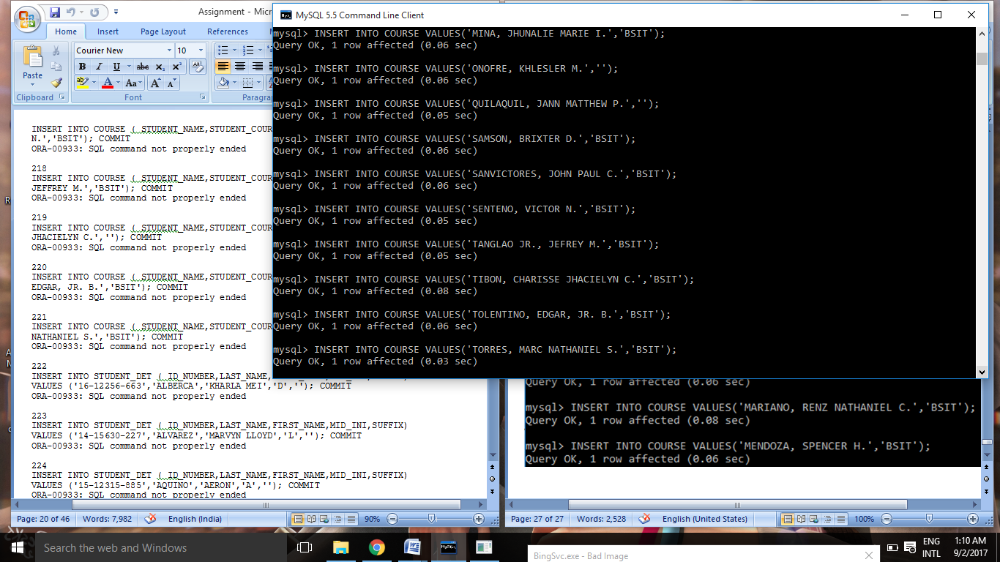 Assignment - Micr
MySQL 5.5 Command Line Client
Home Insert Page Layout References
Courier New 10
Paste
Clipboard Font Paragrap
INSERT INTO COURSE ( STUDENT_NAME,STUDENT_COUR
N.','BSIT'); COMMIT
ORA-00933: SQL command not properly ended
218
INSERT INTO COURSE ( STUDENT_NAME,STUDENT_COUR
JEFFREY M.','BSIT'); COMMIT
ORA-00933: SQL command not properly ended
219
INSERT INTO COURSE ( STUDENT_NAME,STUDENT_COUR
JHACIELYN C.',''); COMMIT
ORA-00933: SQL command not properly ended
220
INSERT INTO COURSE ( STUDENT_NAME,STUDENT_COUR
EDGAR, JR. B.','BSIT'); COMMIT
ORA-00933: SQL command not properly ended
221
INSERT INTO COURSE ( STUDENT_NAME,STUDENT_COUR
NATHANIEL S.','BSIT'); COMMIT
ORA-00933: SQL command not properly ended
222
INSERT INTO STUDENT_DET ( ID_NUMBER,LAST_NAME,FIRST_NAME,MID_INI,SUFFIX)
VALUES ('16-12256-663','ALBERCA','KHARLA MEI','D',''); COMMIT
ORA-00933: SQL command not properly ended
223
INSERT INTO STUDENT_DET ( ID_NUMBER,LAST_NAME,FIRST_NAME,MID_INI,SUFFIX)
VALUES ('14-15630-227','ALVAREZ','MARVYN LLOYD','L',''); COMMIT
ORA-00933: SQL command not properly ended
224
INSERT INTO STUDENT_DET ( ID_NUMBER,LAST_NAME,FIRST_NAME,MID_INI,SUFFIX)
VALUES ('15-12315-885','AQUINO','AERON','A',''); COMMIT
ORA-00933: SQL command not properly ended
mysql> INSERT INTO COURSE VALUES('MINA, JHUNALIE MARIE I.','BSIT');
Query OK, 1 row affected (0.06 sec)
mysql> INSERT INTO COURSE VALUES('ONOFRE, KHLESLER M.','');
Query OK, 1 row affected (0.06 sec)
mysql> INSERT INTO COURSE VALUES('QUILAQUIL, JANN MATTHEW P.','');
Query OK, 1 row affected (0.05 sec)
mysql> INSERT INTO COURSE VALUES('SAMSON, BRIXTER D.','BSIT');
Query OK, 1 row affected (0.06 sec)
mysql> INSERT INTO COURSE VALUES('SANVICTORES, JOHN PAUL C.','BSIT');
Query OK, 1 row affected (0.06 sec)
mysql> INSERT INTO COURSE VALUES('SENTENO, VICTOR N.','BSIT');
Query OK, 1 row affected (0.05 sec)
mysql> INSERT INTO COURSE VALUES('TANGLAO JR., JEFREY M.','BSIT');
Query OK, 1 row affected (0.05 sec)
mysql> INSERT INTO COURSE VALUES('TIBON, CHARISSE JHACIELYN C.','BSIT');
Query OK, 1 row affected (0.08 sec)
mysql> INSERT INTO COURSE VALUES('TOLENTINO, EDGAR, JR. B.','BSIT');
Query OK, 1 row affected (0.06 sec)
mysql> INSERT INTO COURSE VALUES('TORRES, MARC NATHANIEL S.','BSIT');
Query OK, 1 row affected (0.03 sec)
Query OK, 1 row affected (0.06 sec)
mysql> INSERT INTO COURSE VALUES('MARIANO, RENZ NATHANIEL C.','BSIT');
Query OK, 1 row affected (0.08 sec)
mysql> INSERT INTO COURSE VALUES('MENDOZA, SPENCER H.','BSIT');
Query OK, 1 row affected (0.06 sec)
Page: 20 of 46 Words: 7,982 English (India) 90%
Page: 27 of 27 Words: 2,528 English (United States) 100%
Search the web and Windows
BingSvc.exe - Bad Image
ENG
INTL
1:10 AM
9/2/2017